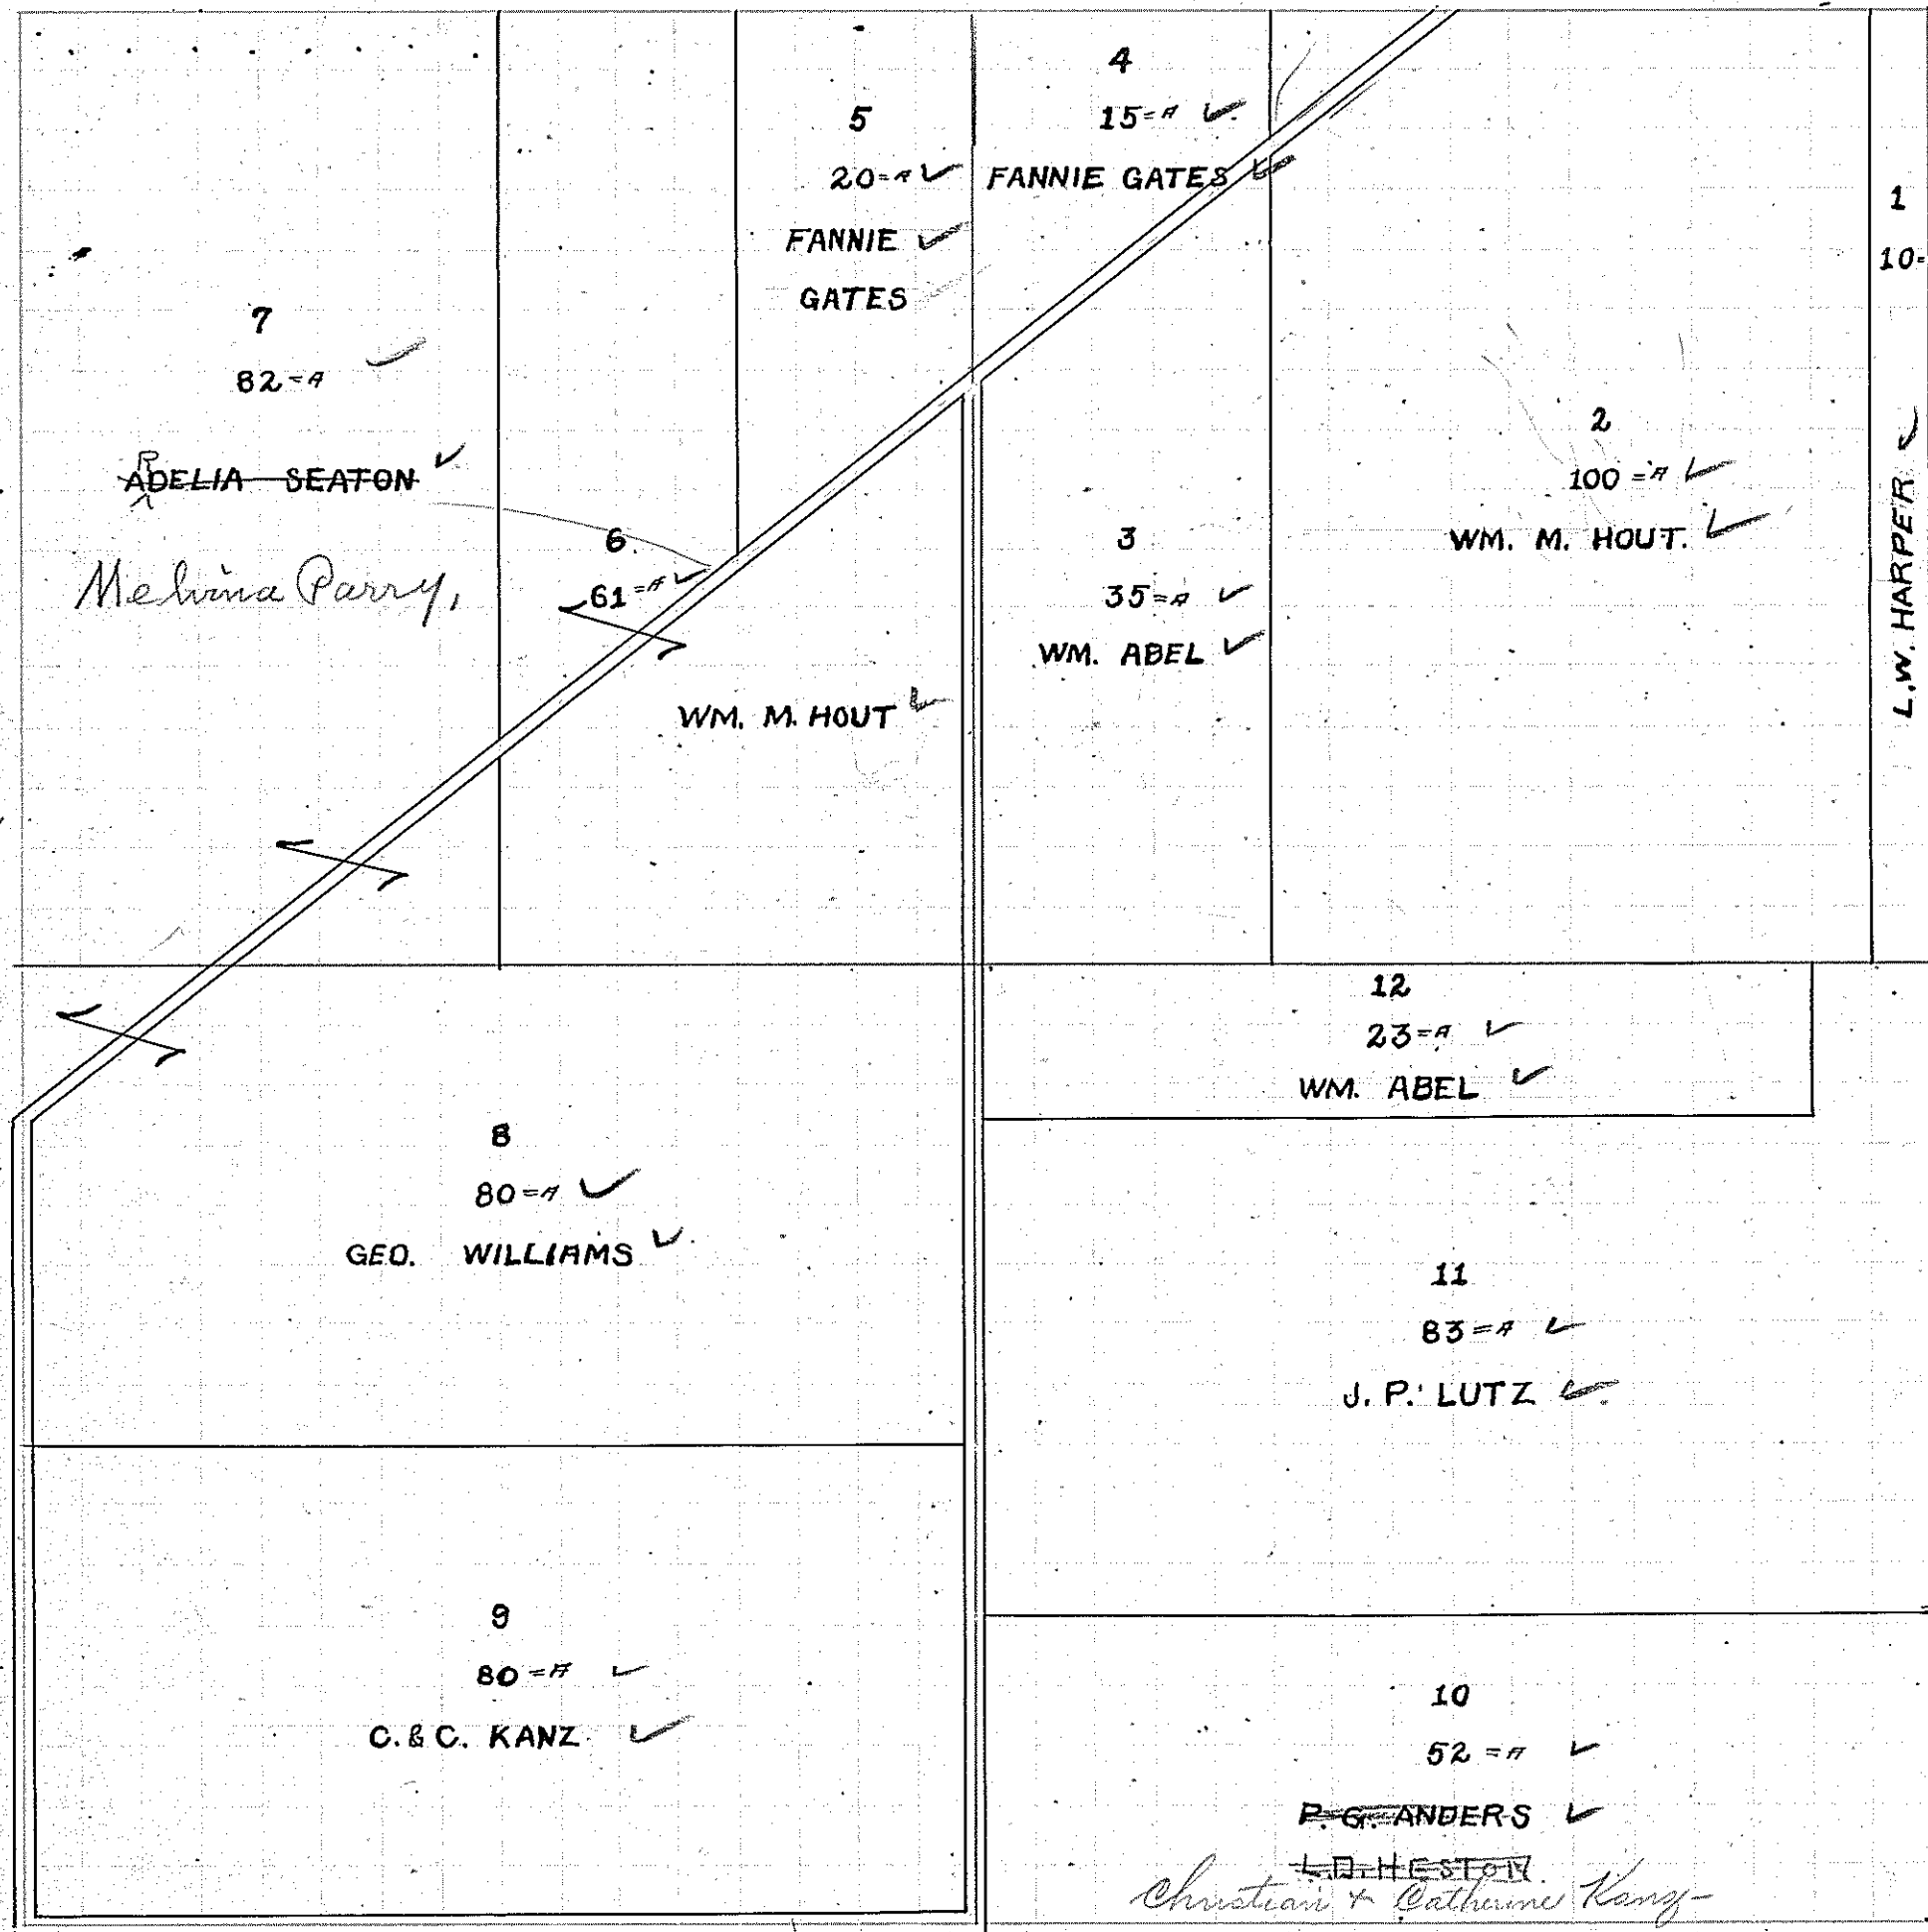 4
15=A
FANNIE GATES
5
20=A
FANNIE
GATES
1
10=
L.W. HARPER
7
82=A
R
ADELIA SEATON
Melvina Parry,
6
61=A
WM. M. HOUT
3
35=A
WM. ABEL
2
100=A
WM. M. HOUT.
12
23=A
WM. ABEL
8
80=A
GEO. WILLIAMS
11
83=A
J. P. LUTZ
9
80=A
C. & C. KANZ
10
52=A
P. G. ANDERS
L.D. HESTON
Christian + Catherine Kanz